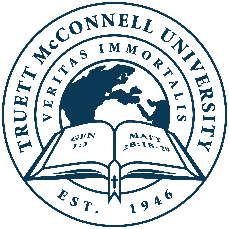 TRUETT McCONNELL UNIVERSITY
VERITAS IMMORTALIS
GEN
1:1
MATT
28:18-20
EST. 1946